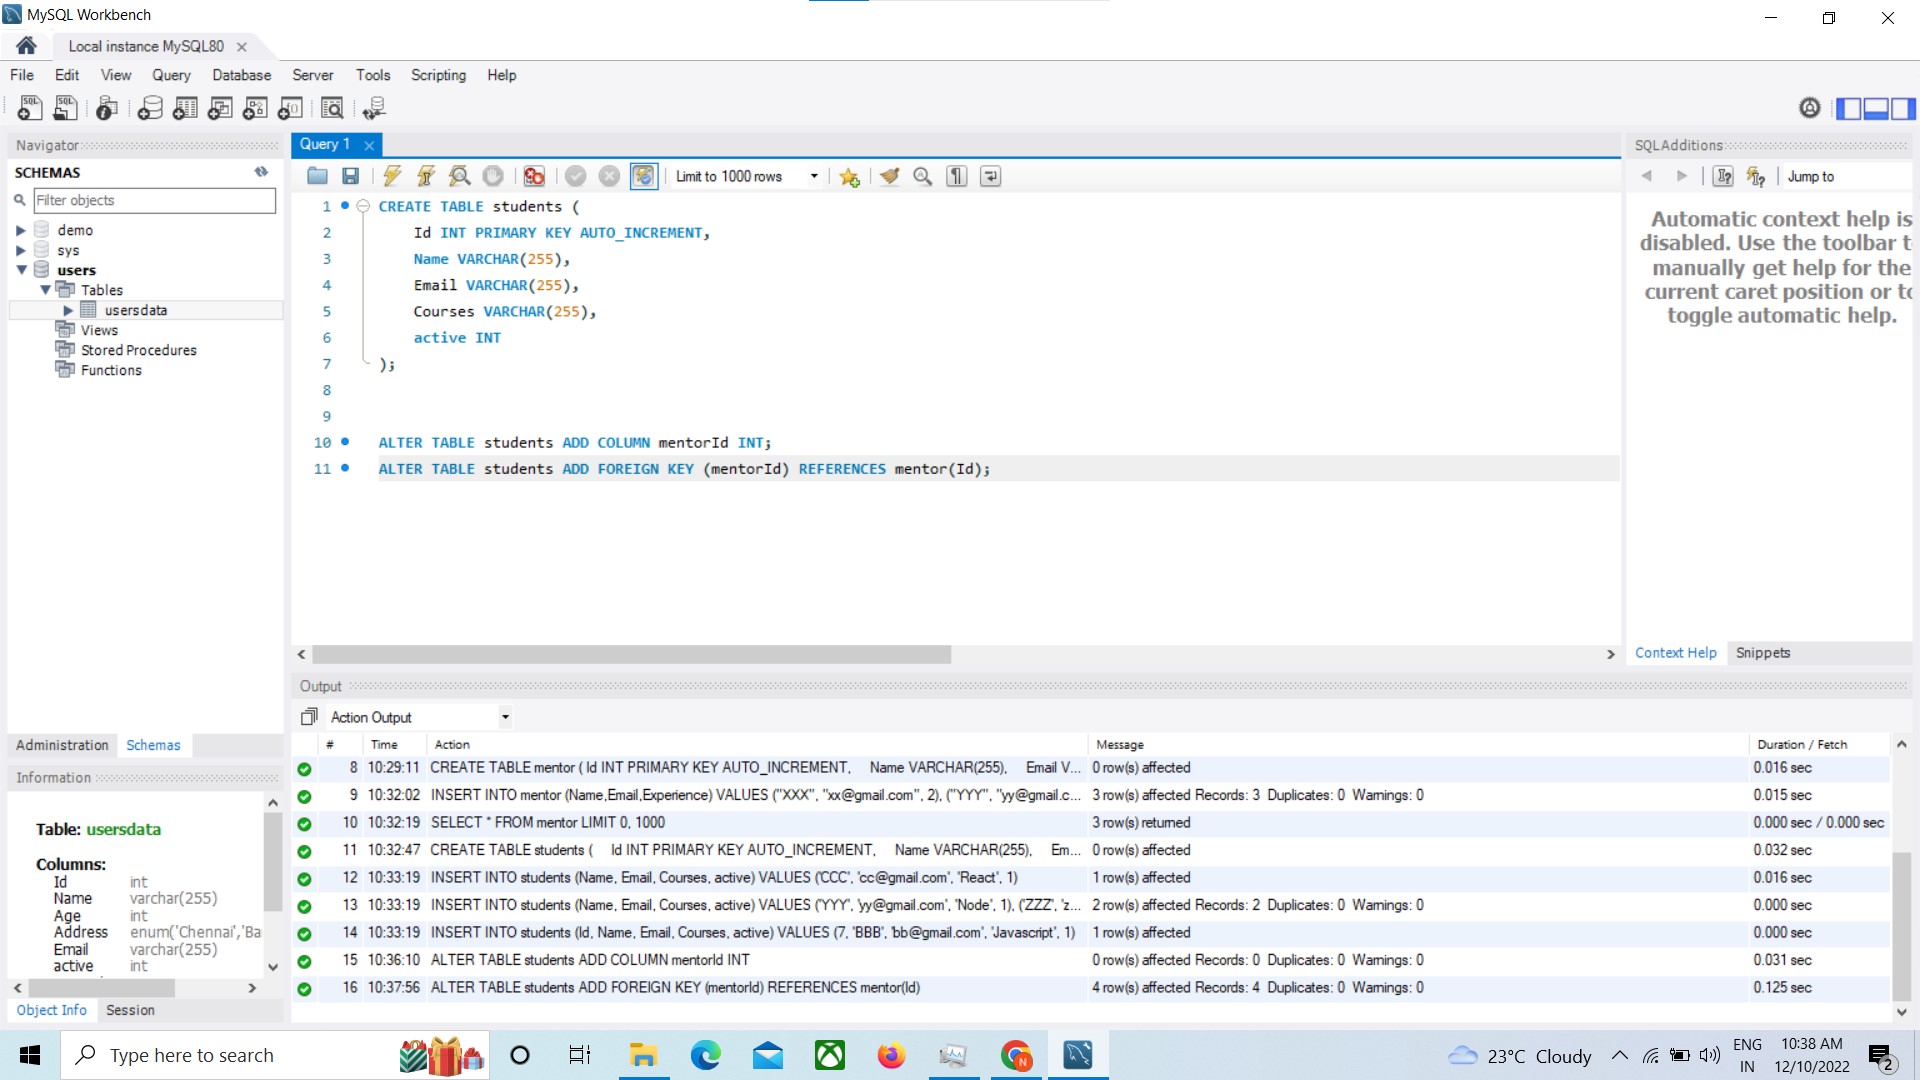 MySQL Workbench
Local instance MySQL80
File Edit View Query Database Server Tools Scripting Help
Navigator
SCHEMAS
Filter objects
demo
sys
users
Tables
usersdata
Views
Stored Procedures
Functions
Administration Schemas
Information
Table: usersdata
Columns:
Id int
Name varchar(255)
Age int
Address enum('Chennai','Ba
Email varchar(255)
active int
Object Info Session
Query 1
Limit to 1000 rows
1 CREATE TABLE students (
2 Id INT PRIMARY KEY AUTO_INCREMENT,
3 Name VARCHAR(255),
4 Email VARCHAR(255),
5 Courses VARCHAR(255),
6 active INT
7 );
8
9
10 ALTER TABLE students ADD COLUMN mentorId INT;
11 ALTER TABLE students ADD FOREIGN KEY (mentorId) REFERENCES mentor(Id);
SQLAdditions
Jump to
Automatic context help is
disabled. Use the toolbar t
manually get help for the
current caret position or to
toggle automatic help.
Context Help Snippets
Output
Action Output
# Time Action Message Duration / Fetch
8 10:29:11 CREATE TABLE mentor ( Id INT PRIMARY KEY AUTO_INCREMENT, Name VARCHAR(255), Email V... 0 row(s) affected 0.016 sec
9 10:32:02 INSERT INTO mentor (Name,Email,Experience) VALUES ("XXX", "xx@gmail.com", 2), ("YYY", "yy@gmail.c... 3 row(s) affected Records: 3 Duplicates: 0 Warnings: 0 0.015 sec
10 10:32:19 SELECT * FROM mentor LIMIT 0, 1000 3 row(s) returned 0.000 sec / 0.000 sec
11 10:32:47 CREATE TABLE students ( Id INT PRIMARY KEY AUTO_INCREMENT, Name VARCHAR(255), Em... 0 row(s) affected 0.032 sec
12 10:33:19 INSERT INTO students (Name, Email, Courses, active) VALUES ('CCC', 'cc@gmail.com', 'React', 1) 1 row(s) affected 0.016 sec
13 10:33:19 INSERT INTO students (Name, Email, Courses, active) VALUES ('YYY', 'yy@gmail.com', 'Node', 1), ('ZZZ', 'z... 2 row(s) affected Records: 2 Duplicates: 0 Warnings: 0 0.000 sec
14 10:33:19 INSERT INTO students (Id, Name, Email, Courses, active) VALUES (7, 'BBB', 'bb@gmail.com', 'Javascript', 1) 1 row(s) affected 0.000 sec
15 10:36:10 ALTER TABLE students ADD COLUMN mentorId INT 0 row(s) affected Records: 0 Duplicates: 0 Warnings: 0 0.031 sec
16 10:37:56 ALTER TABLE students ADD FOREIGN KEY (mentorId) REFERENCES mentor(Id) 4 row(s) affected Records: 4 Duplicates: 0 Warnings: 0 0.125 sec
Type here to search
23°C Cloudy
ENG
IN
10:38 AM
12/10/2022
2